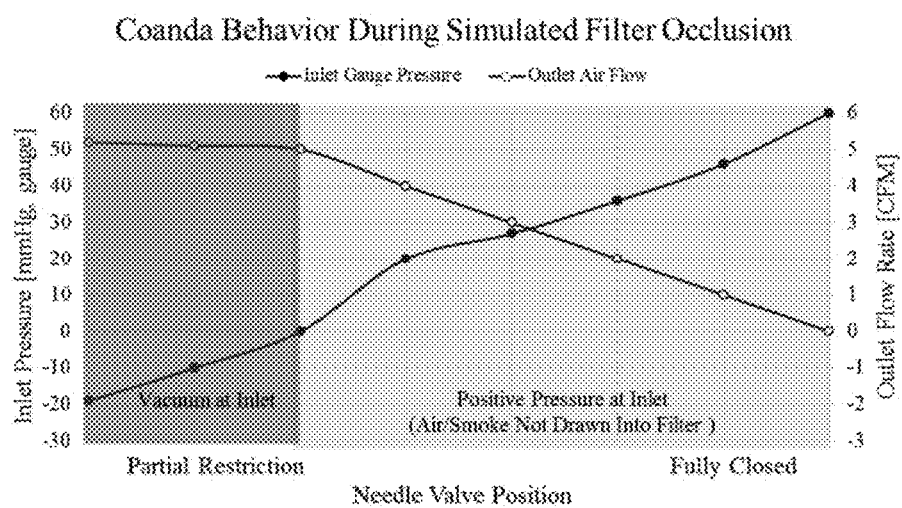 Coanda Behavior During Simulated Filter Occlusion
Inlet Gauge Pressure
Outlet Air Flow
Inlet Pressure [mmHg, gauge]
60
50
40
30
20
10
0
-10
-20
-30
Vacuum at Inlet
Positive Pressure at Inlet
(Air/Smoke Not Drawn Into Filter )
6
5
4
3
2
1
0
-1
-2
-3
Outlet Flow Rate [CFM]
Partial Restriction
Fully Closed
Needle Valve Position